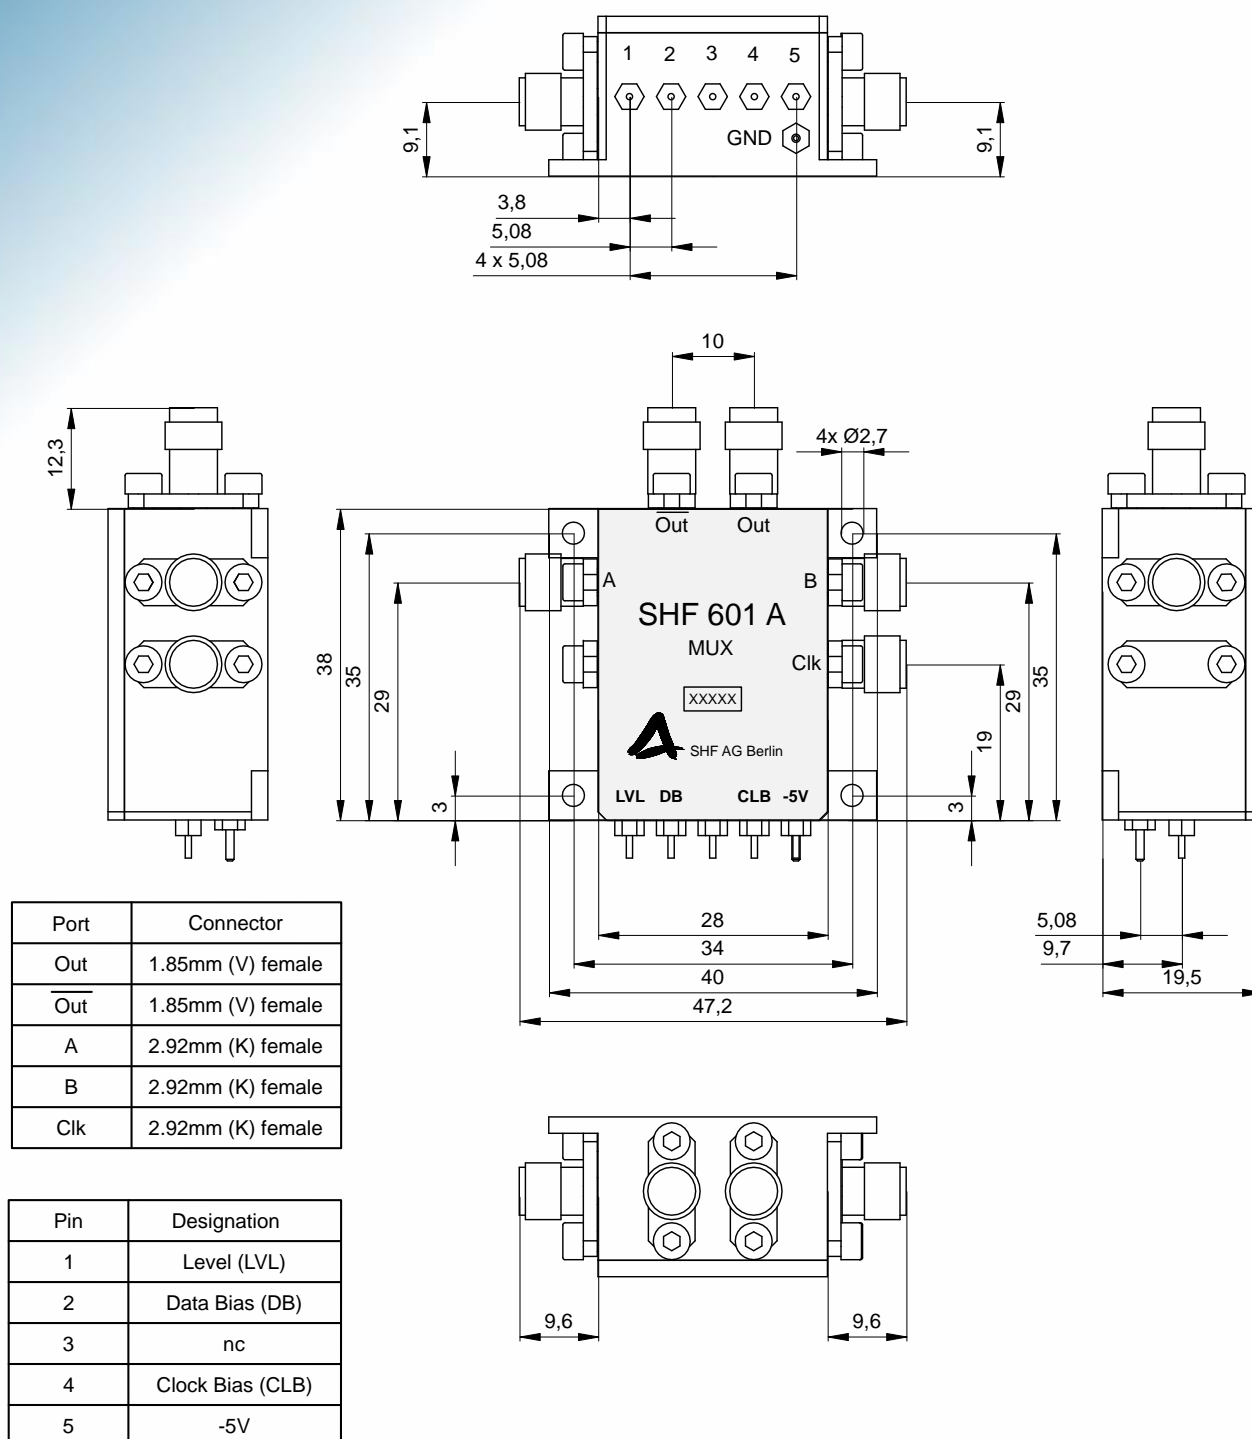 1 2 3 4 5
GND
9,1
9,1
3,8
5,08
4 x 5,08
10
12,3
4x Ø2,7
Out Out
A B
SHF 601 A
MUX
Clk
XXXXX
SHF AG Berlin
LVL DB CLB -5V
38
35
29
3
35
29
19
3
28
34
40
47,2
5,08
9,7
19,5
Port Connector
Out 1.85mm (V) female
Out 1.85mm (V) female
A 2.92mm (K) female
B 2.92mm (K) female
Clk 2.92mm (K) female
Pin Designation
1 Level (LVL)
2 Data Bias (DB)
3 nc
4 Clock Bias (CLB)
5 -5V
9,6 9,6